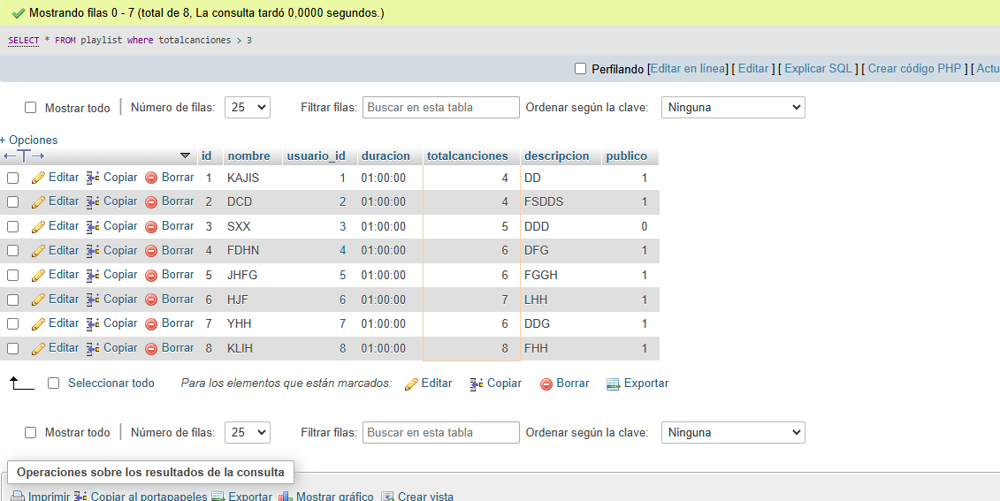 Mostrando filas 0 - 7 (total de 8, La consulta tardó 0,0000 segundos.)
SELECT * FROM playlist where totalcanciones > 3
Perfilando [Editar en línea] [ Editar ] [ Explicar SQL ] [ Crear código PHP ] [ Actu
Mostrar todo | Número de filas: 25 Filtrar filas: Buscar en esta tabla Ordenar según la clave: Ninguna
+ Opciones
←T→ id nombre usuario_id duracion totalcanciones descripcion publico
Editar Copiar Borrar 1 KAJIS 1 01:00:00 4 DD 1
Editar Copiar Borrar 2 DCD 2 01:00:00 4 FSDDS 1
Editar Copiar Borrar 3 SXX 3 01:00:00 5 DDD 0
Editar Copiar Borrar 4 FDHN 4 01:00:00 6 DFG 1
Editar Copiar Borrar 5 JHFG 5 01:00:00 6 FGGH 1
Editar Copiar Borrar 6 HJF 6 01:00:00 7 LHH 1
Editar Copiar Borrar 7 YHH 7 01:00:00 6 DDG 1
Editar Copiar Borrar 8 KLIH 8 01:00:00 8 FHH 1
Seleccionar todo Para los elementos que están marcados: Editar Copiar Borrar Exportar
Mostrar todo | Número de filas: 25 Filtrar filas: Buscar en esta tabla Ordenar según la clave: Ninguna
Operaciones sobre los resultados de la consulta
Imprimir Copiar al portapapeles Exportar Mostrar gráfico Crear vista